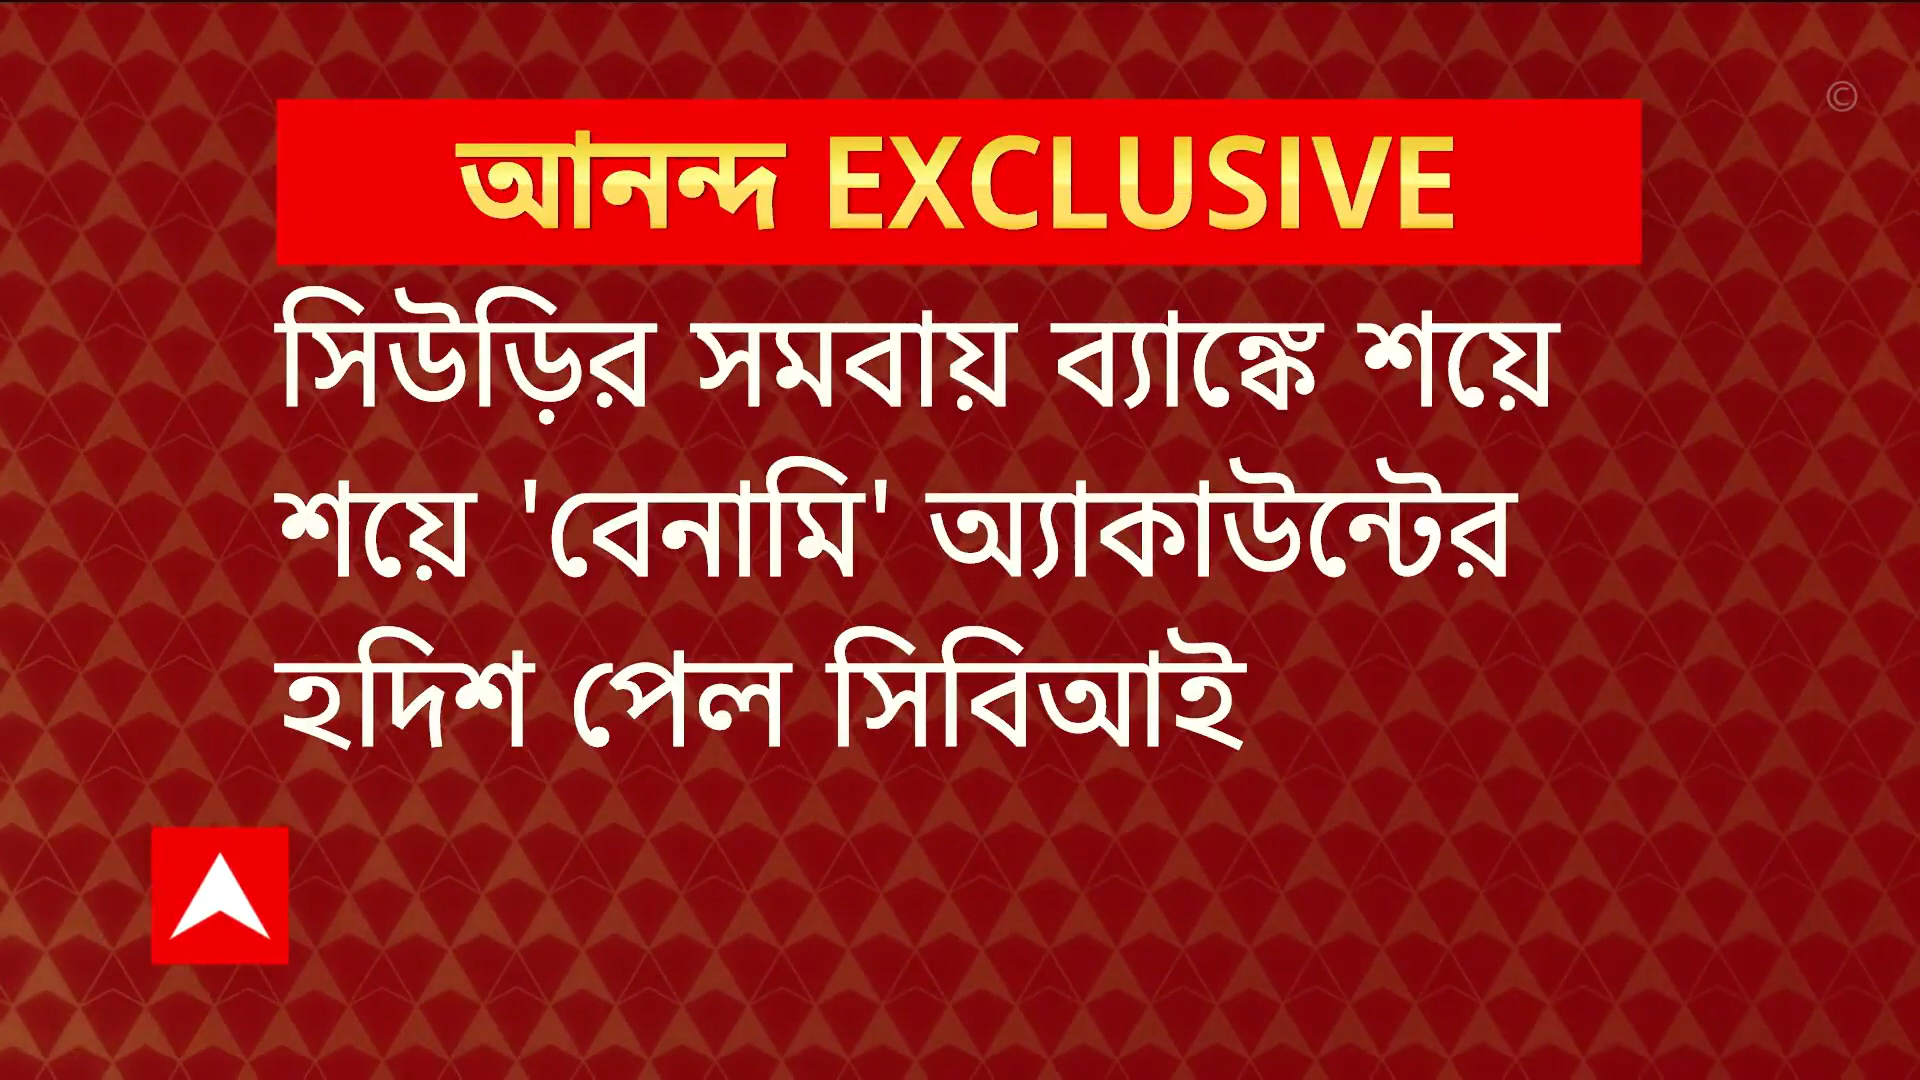 ©
আনন্দ EXCLUSIVE
সিউড়ির সমবায় ব্যাঙ্কে শয়ে
শয়ে 'বেনামি' অ্যাকাউন্টের
হদিশ পেল সিবিআই